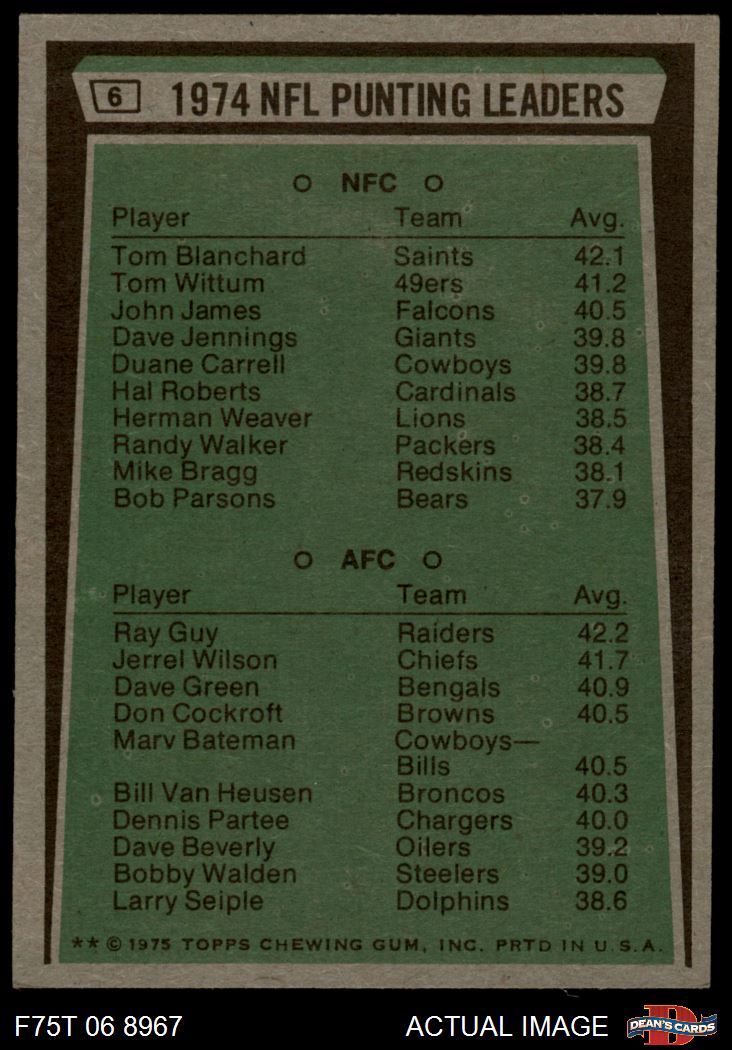 6 1974 NFL PUNTING LEADERS
NFC
Player Team Avg.
Tom Blanchard Saints 42.1
Tom Wittum 49ers 41.2
John James Falcons 40.5
Dave Jennings Giants 39.8
Duane Carrell Cowboys 39.8
Hal Roberts Cardinals 38.7
Herman Weaver Lions 38.5
Randy Walker Packers 38.4
Mike Bragg Redskins 38.1
Bob Parsons Bears 37.9
AFC
Player Team Avg.
Ray Guy Raiders 42.2
Jerrel Wilson Chiefs 41.7
Dave Green Bengals 40.9
Don Cockroft Browns 40.5
Marv Bateman Cowboys—
Bills 40.5
Bill Van Heusen Broncos 40.3
Dennis Partee Chargers 40.0
Dave Beverly Oilers 39.2
Bobby Walden Steelers 39.0
Larry Seiple Dolphins 38.6
**©1975 TOPPS CHEWING GUM, INC. PRTD IN U.S.A.
F75T 06 8967 ACTUAL IMAGE D DEAN'S CARDS